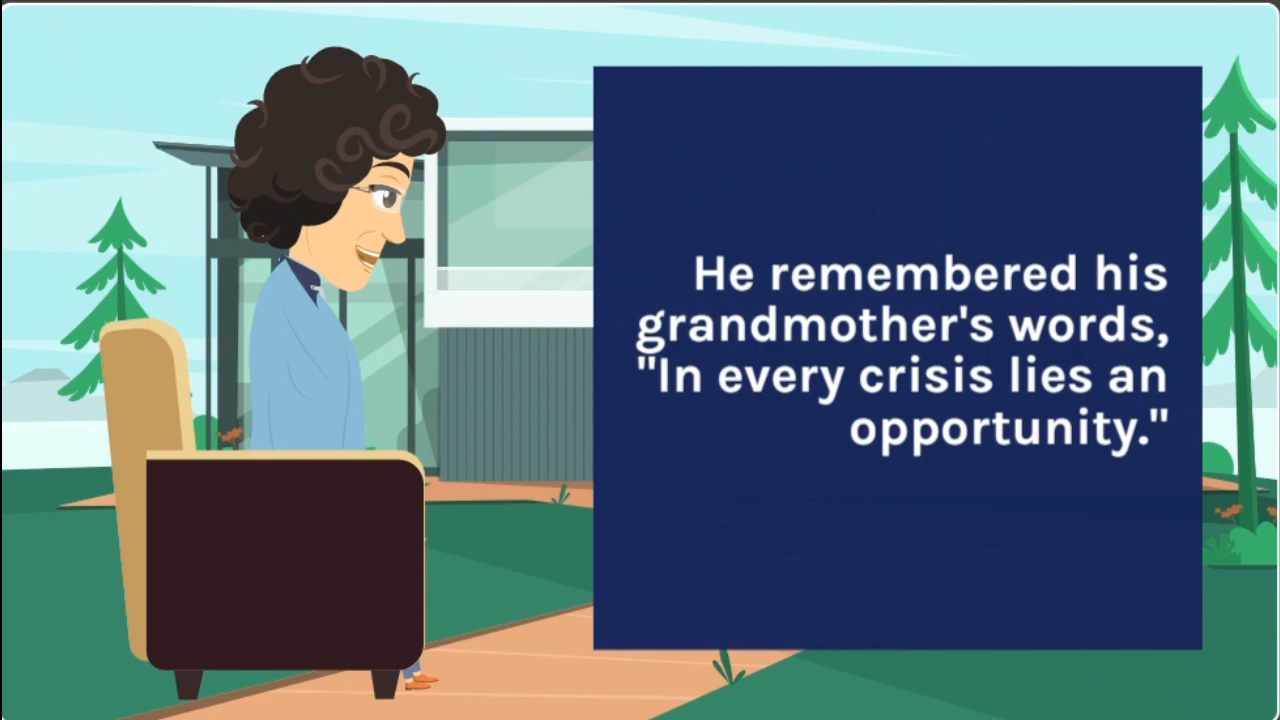 He remembered his
grandmother's words,
"In every crisis lies an
opportunity."